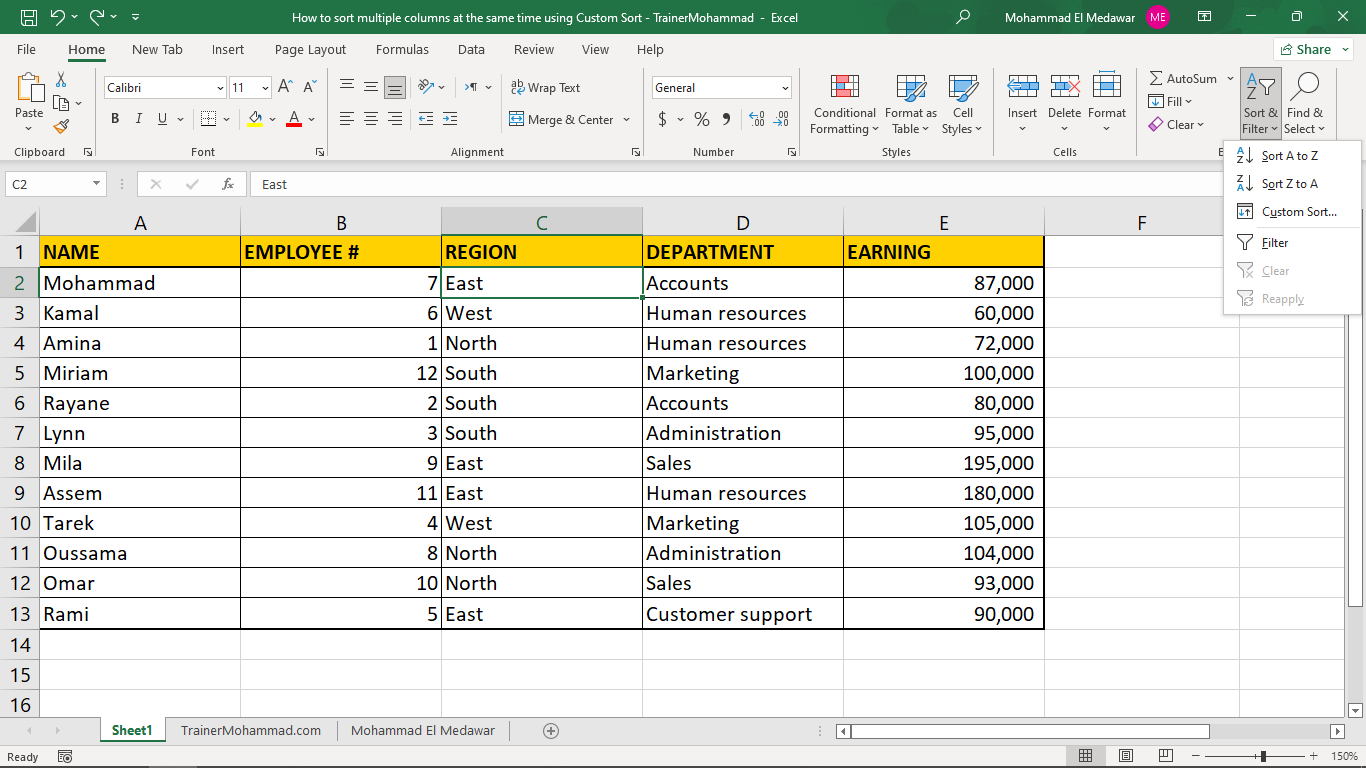 How to sort multiple columns at the same time using Custom Sort - TrainerMohammad - Excel
Mohammad El Medawar ME
File Home New Tab Insert Page Layout Formulas Data Review View Help Share
Paste
Calibri 11 A A
B I U A
ab Wrap Text
Merge & Center
General
$ % 9 .00 .00
Conditional Formatting
Format as Table
Cell Styles
Insert Delete Format
AutoSum
Fill
Clear
Sort & Filter
Find & Select
Clipboard Font Alignment Number Styles Cells
Sort A to Z
Sort Z to A
Custom Sort...
Filter
Clear
Reapply
C2 fx East
A B C D E F
1 NAME EMPLOYEE # REGION DEPARTMENT EARNING
2 Mohammad 7 East Accounts 87,000
3 Kamal 6 West Human resources 60,000
4 Amina 1 North Human resources 72,000
5 Miriam 12 South Marketing 100,000
6 Rayane 2 South Accounts 80,000
7 Lynn 3 South Administration 95,000
8 Mila 9 East Sales 195,000
9 Assem 11 East Human resources 180,000
10 Tarek 4 West Marketing 105,000
11 Oussama 8 North Administration 104,000
12 Omar 10 North Sales 93,000
13 Rami 5 East Customer support 90,000
14
15
16
Sheet1 TrainerMohammad.com Mohammad El Medawar
Ready 150%